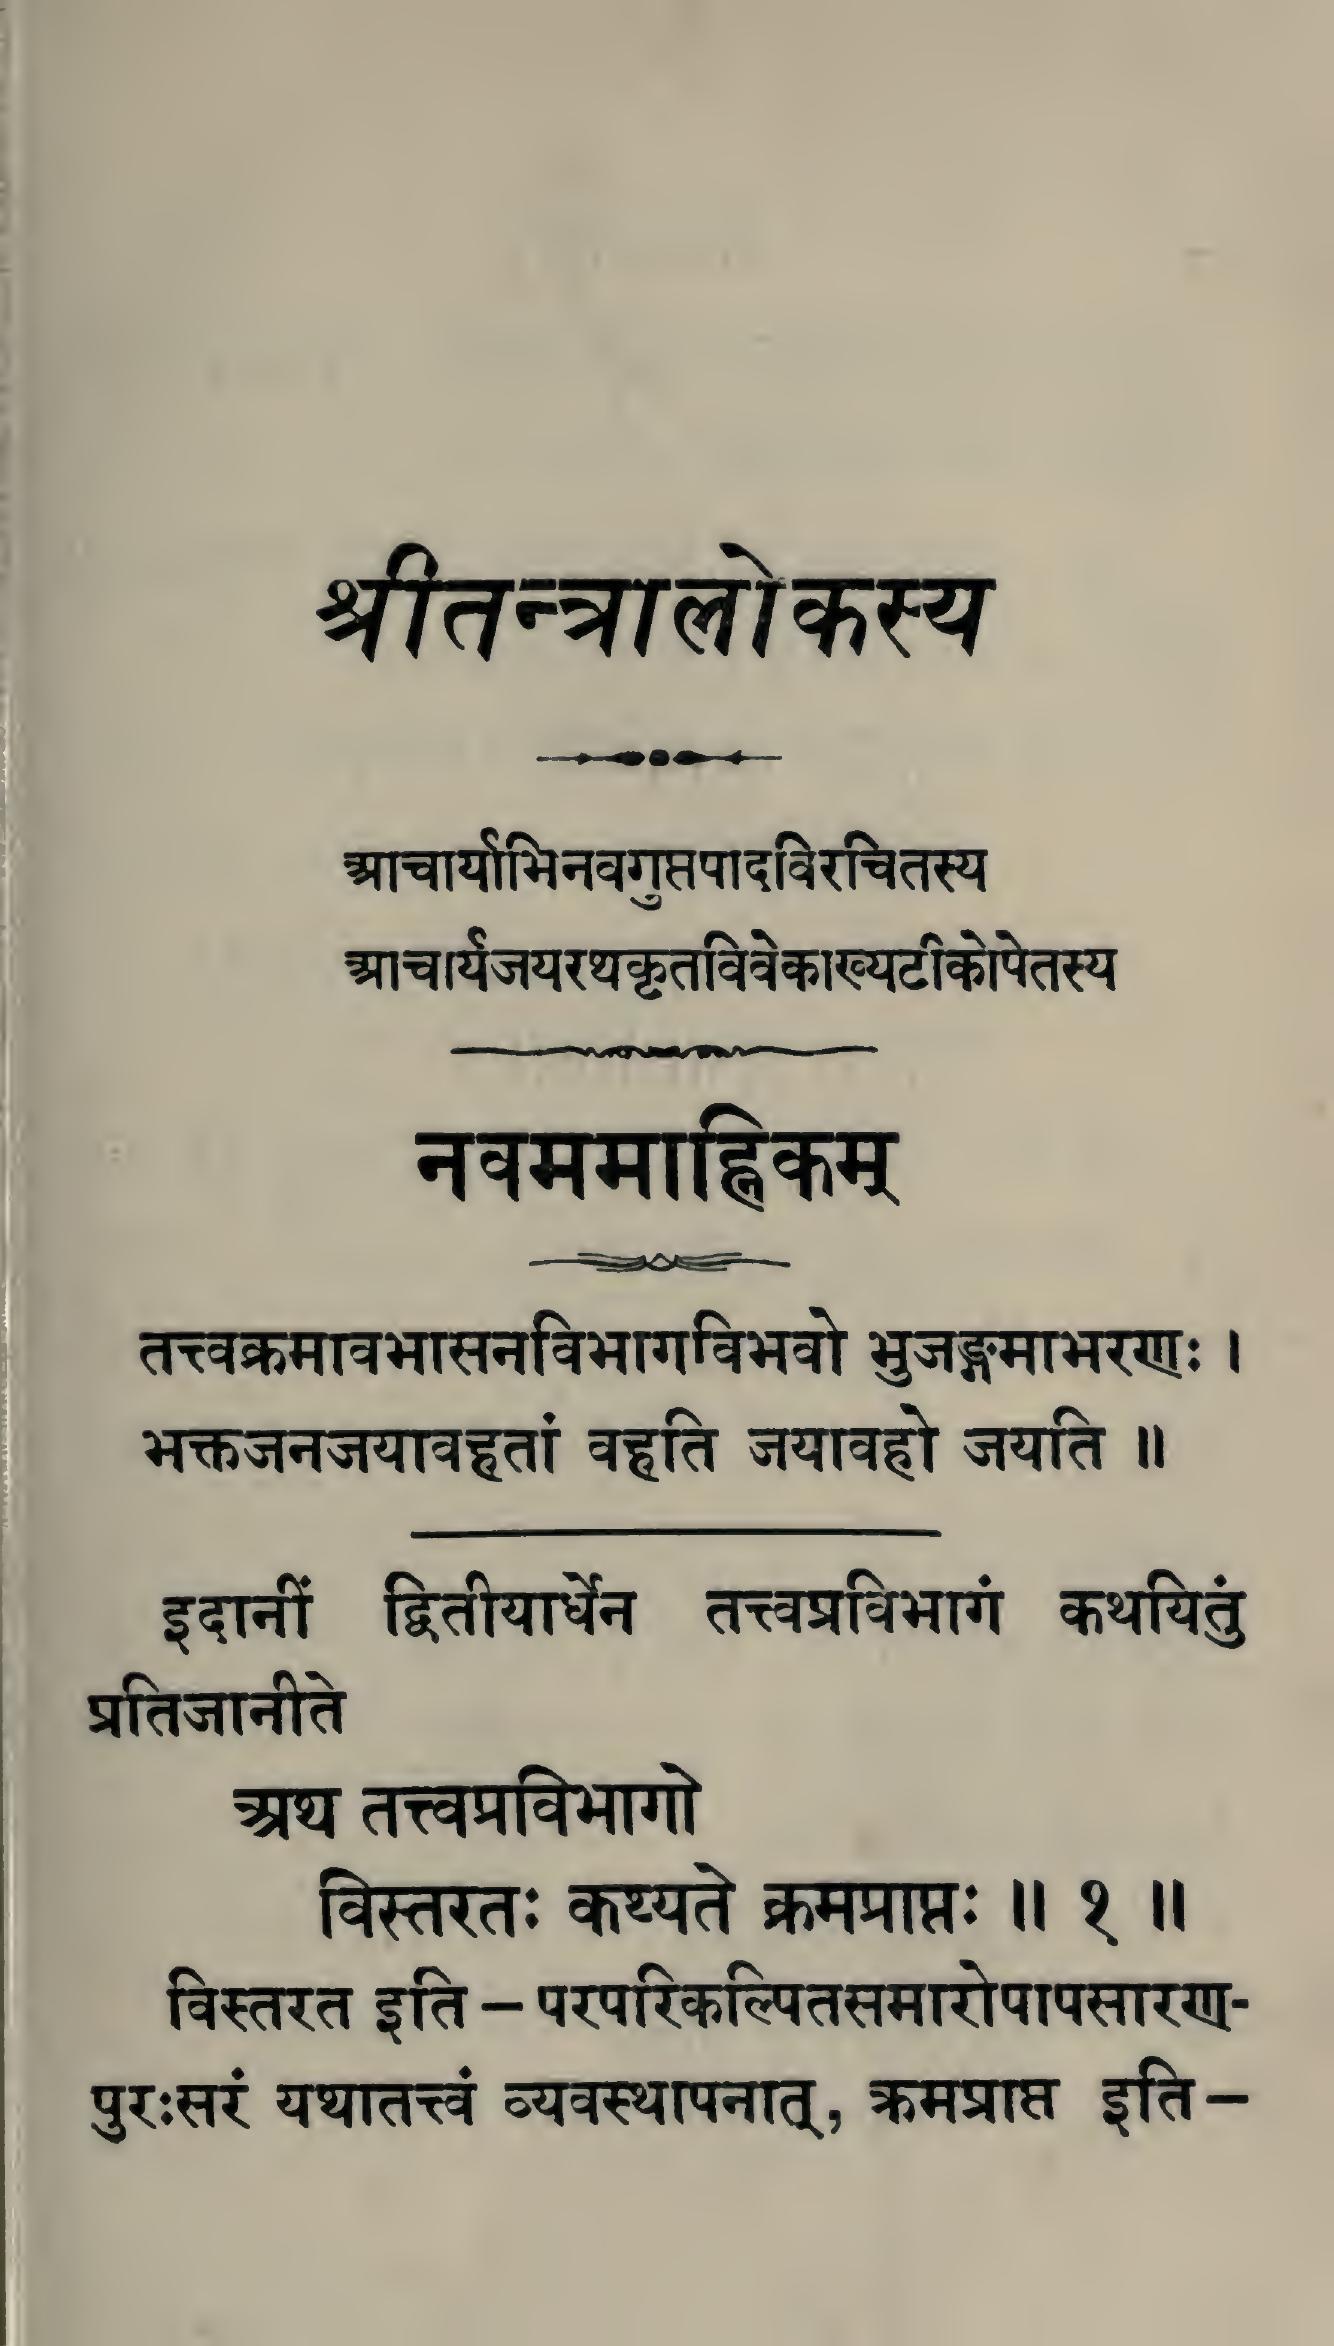 श्रीतन्त्रालोकस्य
आचार्याभिनवगुप्तपादविरचितस्य
आचार्यजयरथकृतविवेकाख्यटीकोपेतस्य
नवममाह्निकम्
तत्त्वक्रमावभासनविभागविभवो भुजङ्गमाभरणः ।
भक्तजनजयावहतां वहति जयावहो जयति ॥
इदानीं द्वितीयार्धेन तत्त्वप्रविभागं कथयितुं
प्रतिजानीते
अथ तत्त्वप्रविभागो
विस्तरतः कथ्यते क्रमप्राप्तः ॥ १ ॥
विस्तरत इति – परपरिकल्पितसमारोपापसारण-
पुरःसरं यथातत्त्वं व्यवस्थापनात्, क्रमप्राप्त इति –